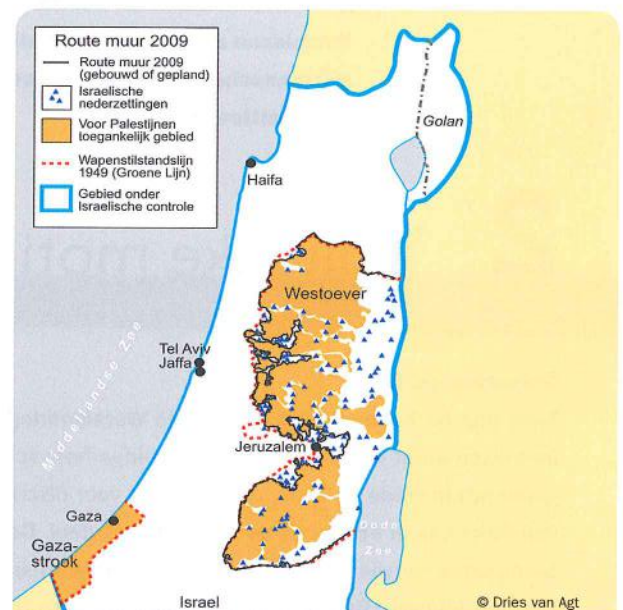 Route muur 2009
Route muur 2009
(gebouwd of gepland)
Israelische
nederzettingen
Voor Palestijnen
toegankelijk gebied
Wapenstilstandslijn
1949 (Groene Lijn)
Gebied onder
Israelische controle
Golan
Haifa
Westoever
Tel Aviv
Jaffa
Middellandse Zee
Jeruzalem
Gaza
Gaza-
strook
Dode
Zee
Israel
© Dries van Agt